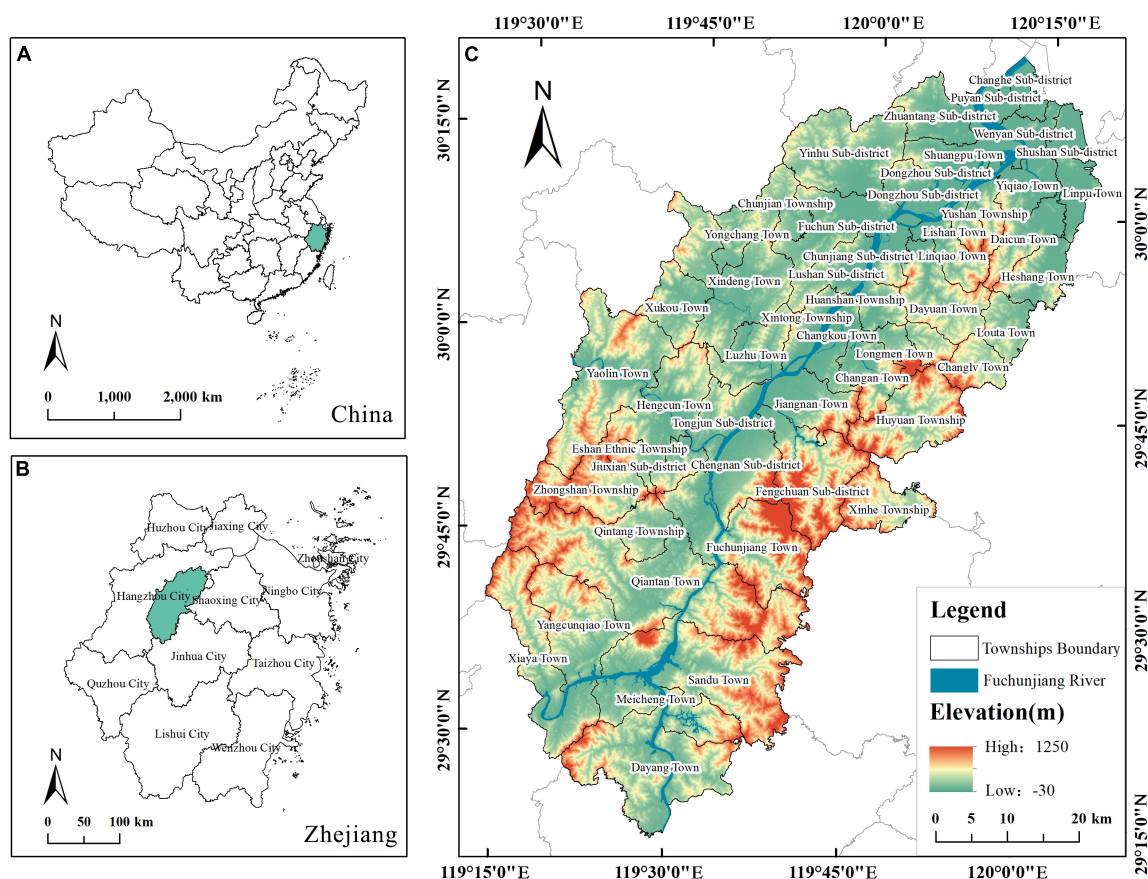 A
N
0 1,000 2,000 km
China
B
Huzhou City
Jiaxing City
Zhoushan City
Hangzhou City
Shaoxing City
Ningbo City
Jinhua City
Taizhou City
Quzhou City
Lishui City
Wenzhou City
N
0 50 100 km
Zhejiang
119°30'0"E 119°45'0"E 120°0'0"E 120°15'0"E
C
N
30°15'0"N
30°0'0"N
29°45'0"N
29°30'0"N
30°0'0"N
29°45'0"N
29°30'0"N
29°15'0"N
Changhe Sub-district
Puyan Sub-district
Zhuantang Sub-district
Wenyan Sub-district
Yinhu Sub-district
Shuangpu Town
Shushan Sub-district
Dongzhou Sub-district
Yiqiao Town
Dongzhou Sub-district
Linpu Town
Chunjian Township
Yushan Township
Fuchun Sub-district
Yongchang Town
Lishan Town
Daicun Town
Chunjiang Sub-district
Linqiao Town
Lushan Sub-district
Heshang Town
Xindeng Town
Huanshan Township
Xukou Town
Dayuan Town
Xintong Township
Changkou Town
Louta Town
Luzhu Town
Longmen Town
Changlv Town
Yaolin Town
Changan Town
Hengcun Town
Jiangnan Town
Tongjun Sub-district
Huyuan Township
Eshan Ethnic Township
Jiuxian Sub-district
Chengnan Sub-district
Zhongshan Township
Fengchuan Sub-district
Xinhe Township
Qintang Township
Fuchunjiang Town
Qiantan Town
Yangcunqiao Town
Xiaya Town
Sandu Town
Meicheng Town
Dayang Town
Legend
Townships Boundary
Fuchunjiang River
Elevation(m)
High：1250
Low：-30
0 5 10 20 km
119°15'0"E 119°30'0"E 119°45'0"E 120°0'0"E